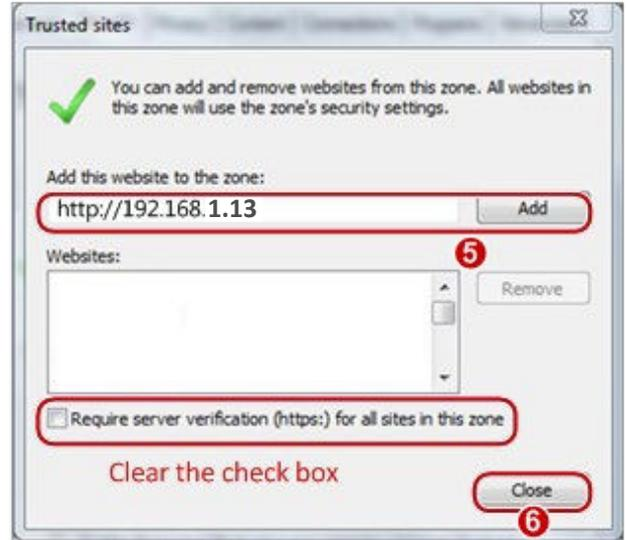 Trusted sites
You can add and remove websites from this zone. All websites in
this zone will use the zone's security settings.
Add this website to the zone:
http://192.168.1.13
Add
5
Websites:
Remove
Require server verification (https:) for all sites in this zone
Clear the check box
Close
6